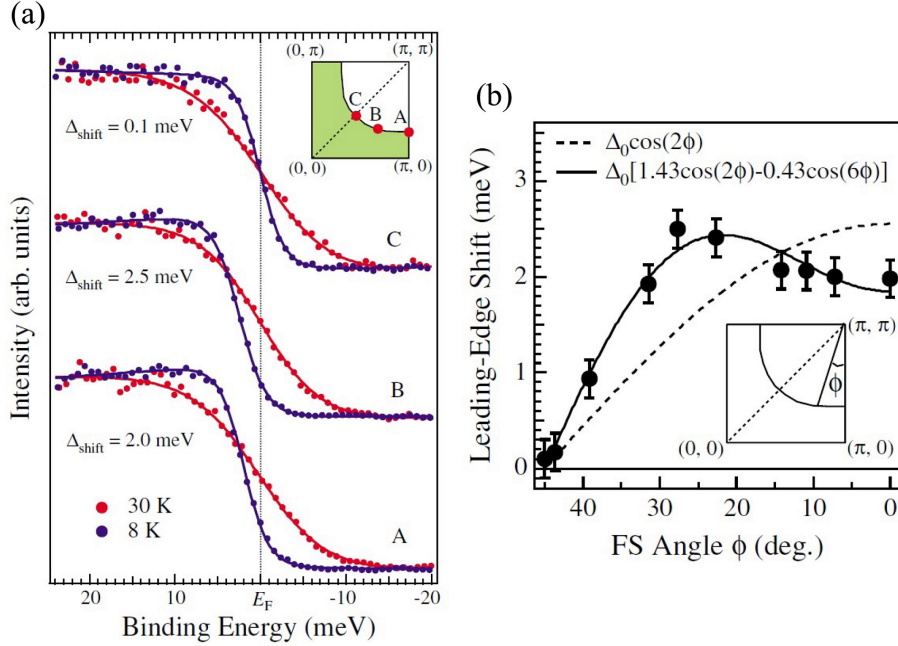 (a)
(0, π)
(π, π)
C
B
A
(0, 0)
(π, 0)
Δshift = 0.1 meV
C
Δshift = 2.5 meV
B
Δshift = 2.0 meV
30 K
8 K
A
Intensity (arb. units)
20
10
EF
-10
-20
Binding Energy (meV)
(b)
Δ0cos(2ϕ)
Δ0[1.43cos(2ϕ)-0.43cos(6ϕ)]
3
2
1
0
Leading-Edge Shift (meV)
(π, π)
ϕ
(0, 0)
(π, 0)
40
30
20
10
0
FS Angle ϕ (deg.)